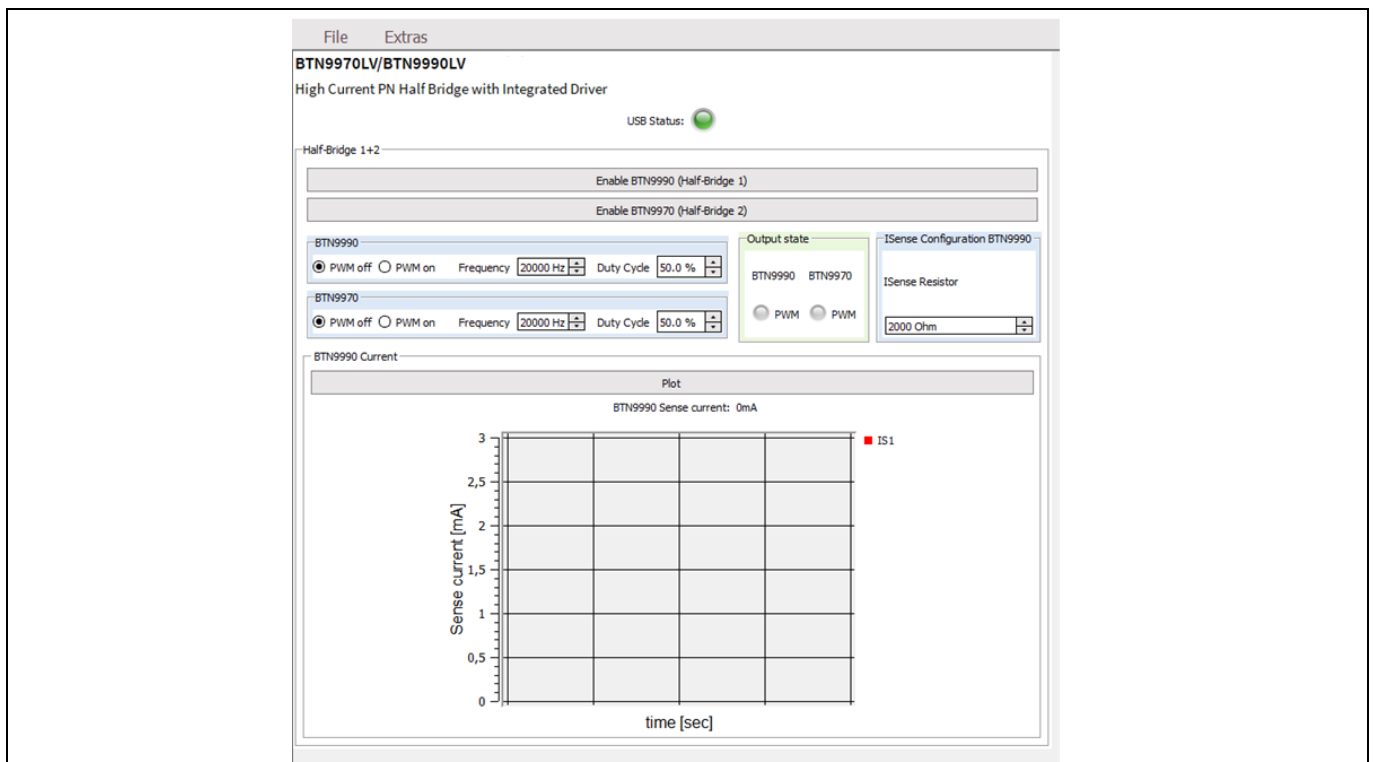 File Extras
BTN9970LV/BTN9990LV
High Current PN Half Bridge with Integrated Driver
USB Status:
Half-Bridge 1+2
Enable BTN9990 (Half-Bridge 1)
Enable BTN9970 (Half-Bridge 2)
BTN9990
PWM off PWM on Frequency 20000 Hz Duty Cycle 50.0 %
BTN9970
PWM off PWM on Frequency 20000 Hz Duty Cycle 50.0 %
Output state
BTN9990 BTN9970
PWM PWM
ISense Configuration BTN9990
ISense Resistor
2000 Ohm
BTN9990 Current
Plot
BTN9990 Sense current: 0mA
IS1
Sense current [mA]
3
2,5
2
1,5
1
0,5
0
time [sec]